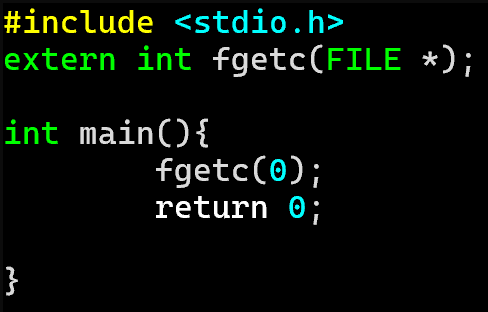 #include <stdio.h>
extern int fgetc(FILE *);
int main(){
fgetc(0);
return 0;
}